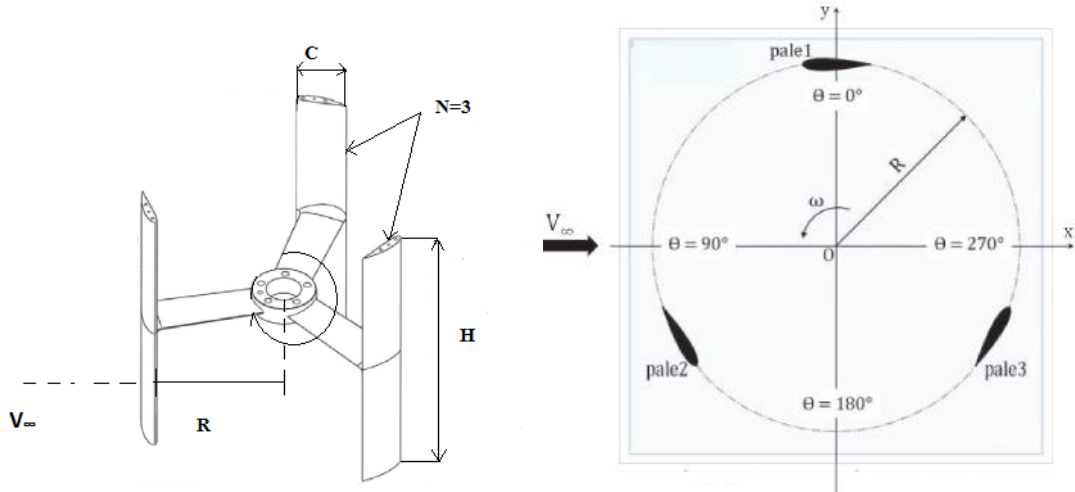 C
N=3
H
R
V∞
y
pale1
Θ = 0°
R
ω
V∞
Θ = 90°
Θ = 270°
x
O
pale2
pale3
Θ = 180°